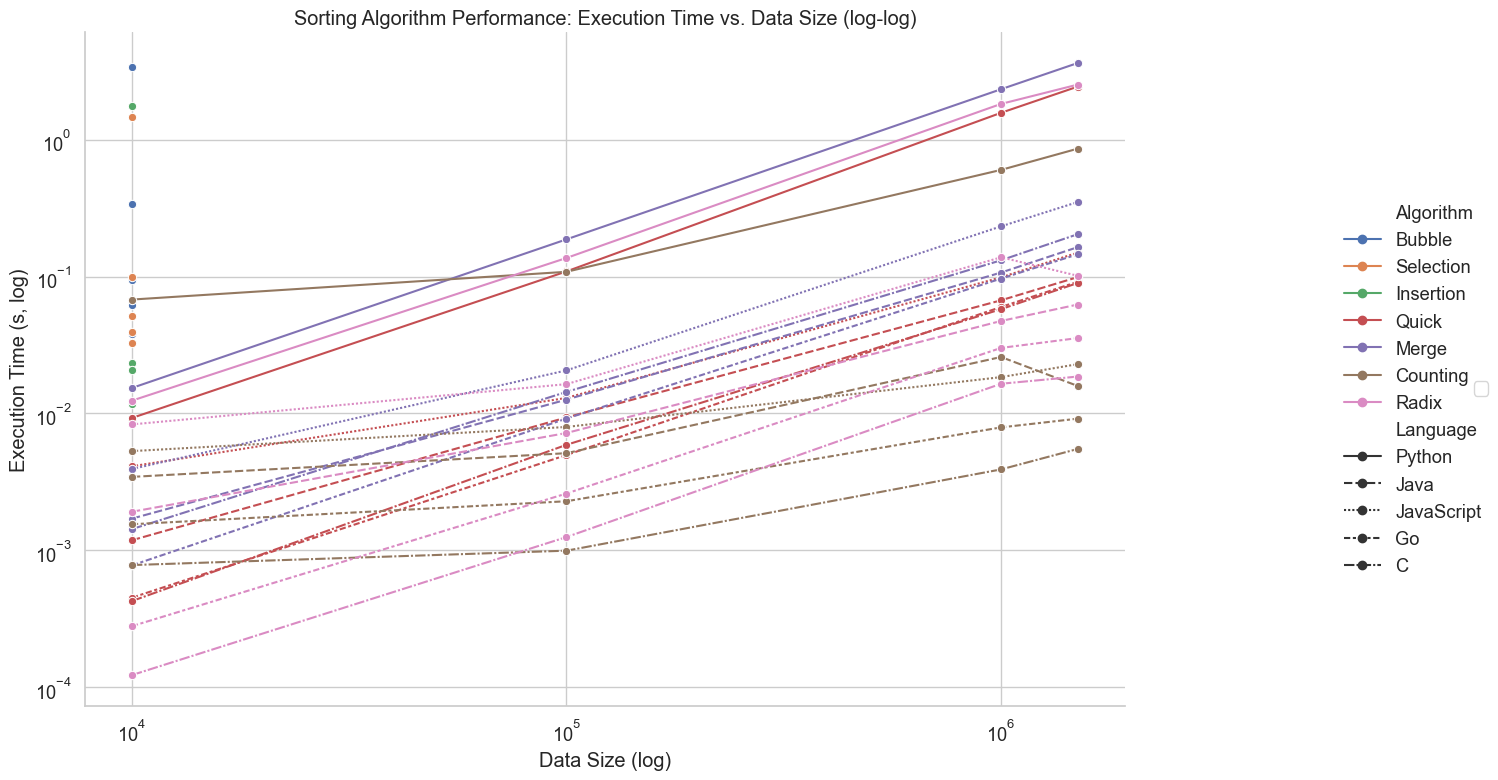 Sorting Algorithm Performance: Execution Time vs. Data Size (log-log)
Execution Time (s, log)
10^0
10^−1
10^−2
10^−3
10^−4
10^4
10^5
10^6
Data Size (log)
Algorithm
Bubble
Selection
Insertion
Quick
Merge
Counting
Radix
Language
Python
Java
JavaScript
Go
C